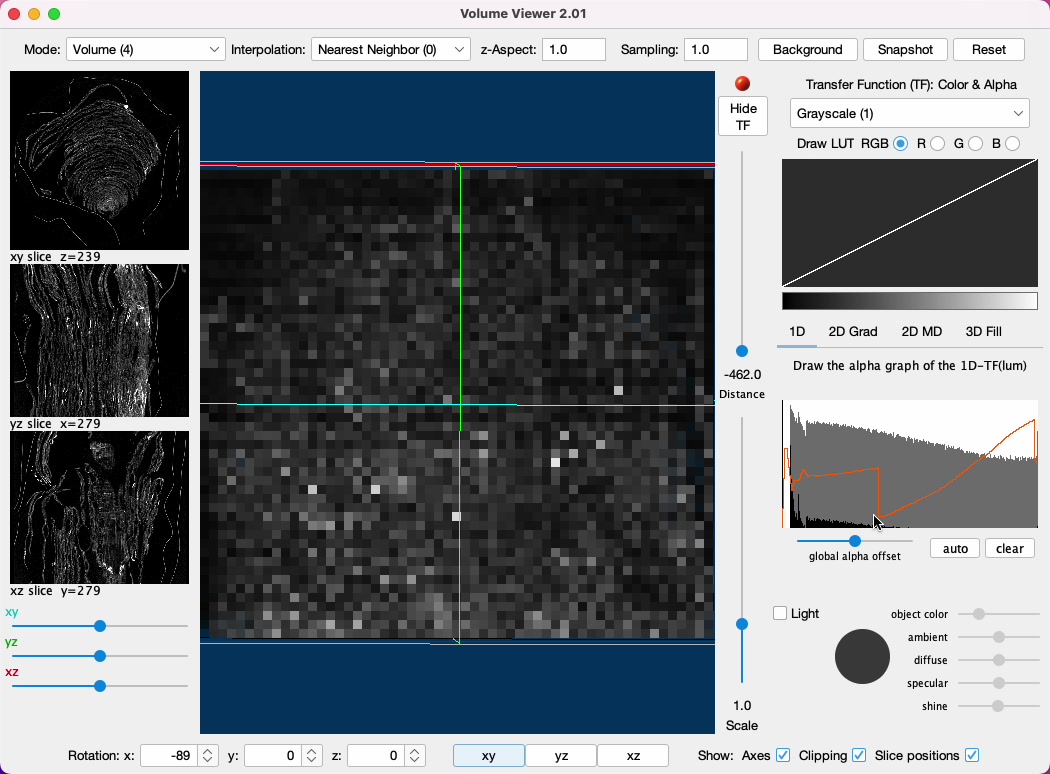 Volume Viewer 2.01
Mode: Volume (4) Interpolation: Nearest Neighbor (0) z-Aspect: 1.0 Sampling: 1.0 Background Snapshot Reset
xy slice z=239
yz slice x=279
xz slice y=279
xy
yz
xz
Hide
TF
-462.0
Distance
1.0
Scale
Transfer Function (TF): Color & Alpha
Grayscale (1)
Draw LUT RGB R G B
1D 2D Grad 2D MD 3D Fill
Draw the alpha graph of the 1D-TF(lum)
global alpha offset auto clear
Light object color
ambient
diffuse
specular
shine
Rotation: x: -89 y: 0 z: 0 xy yz xz Show: Axes Clipping Slice positions